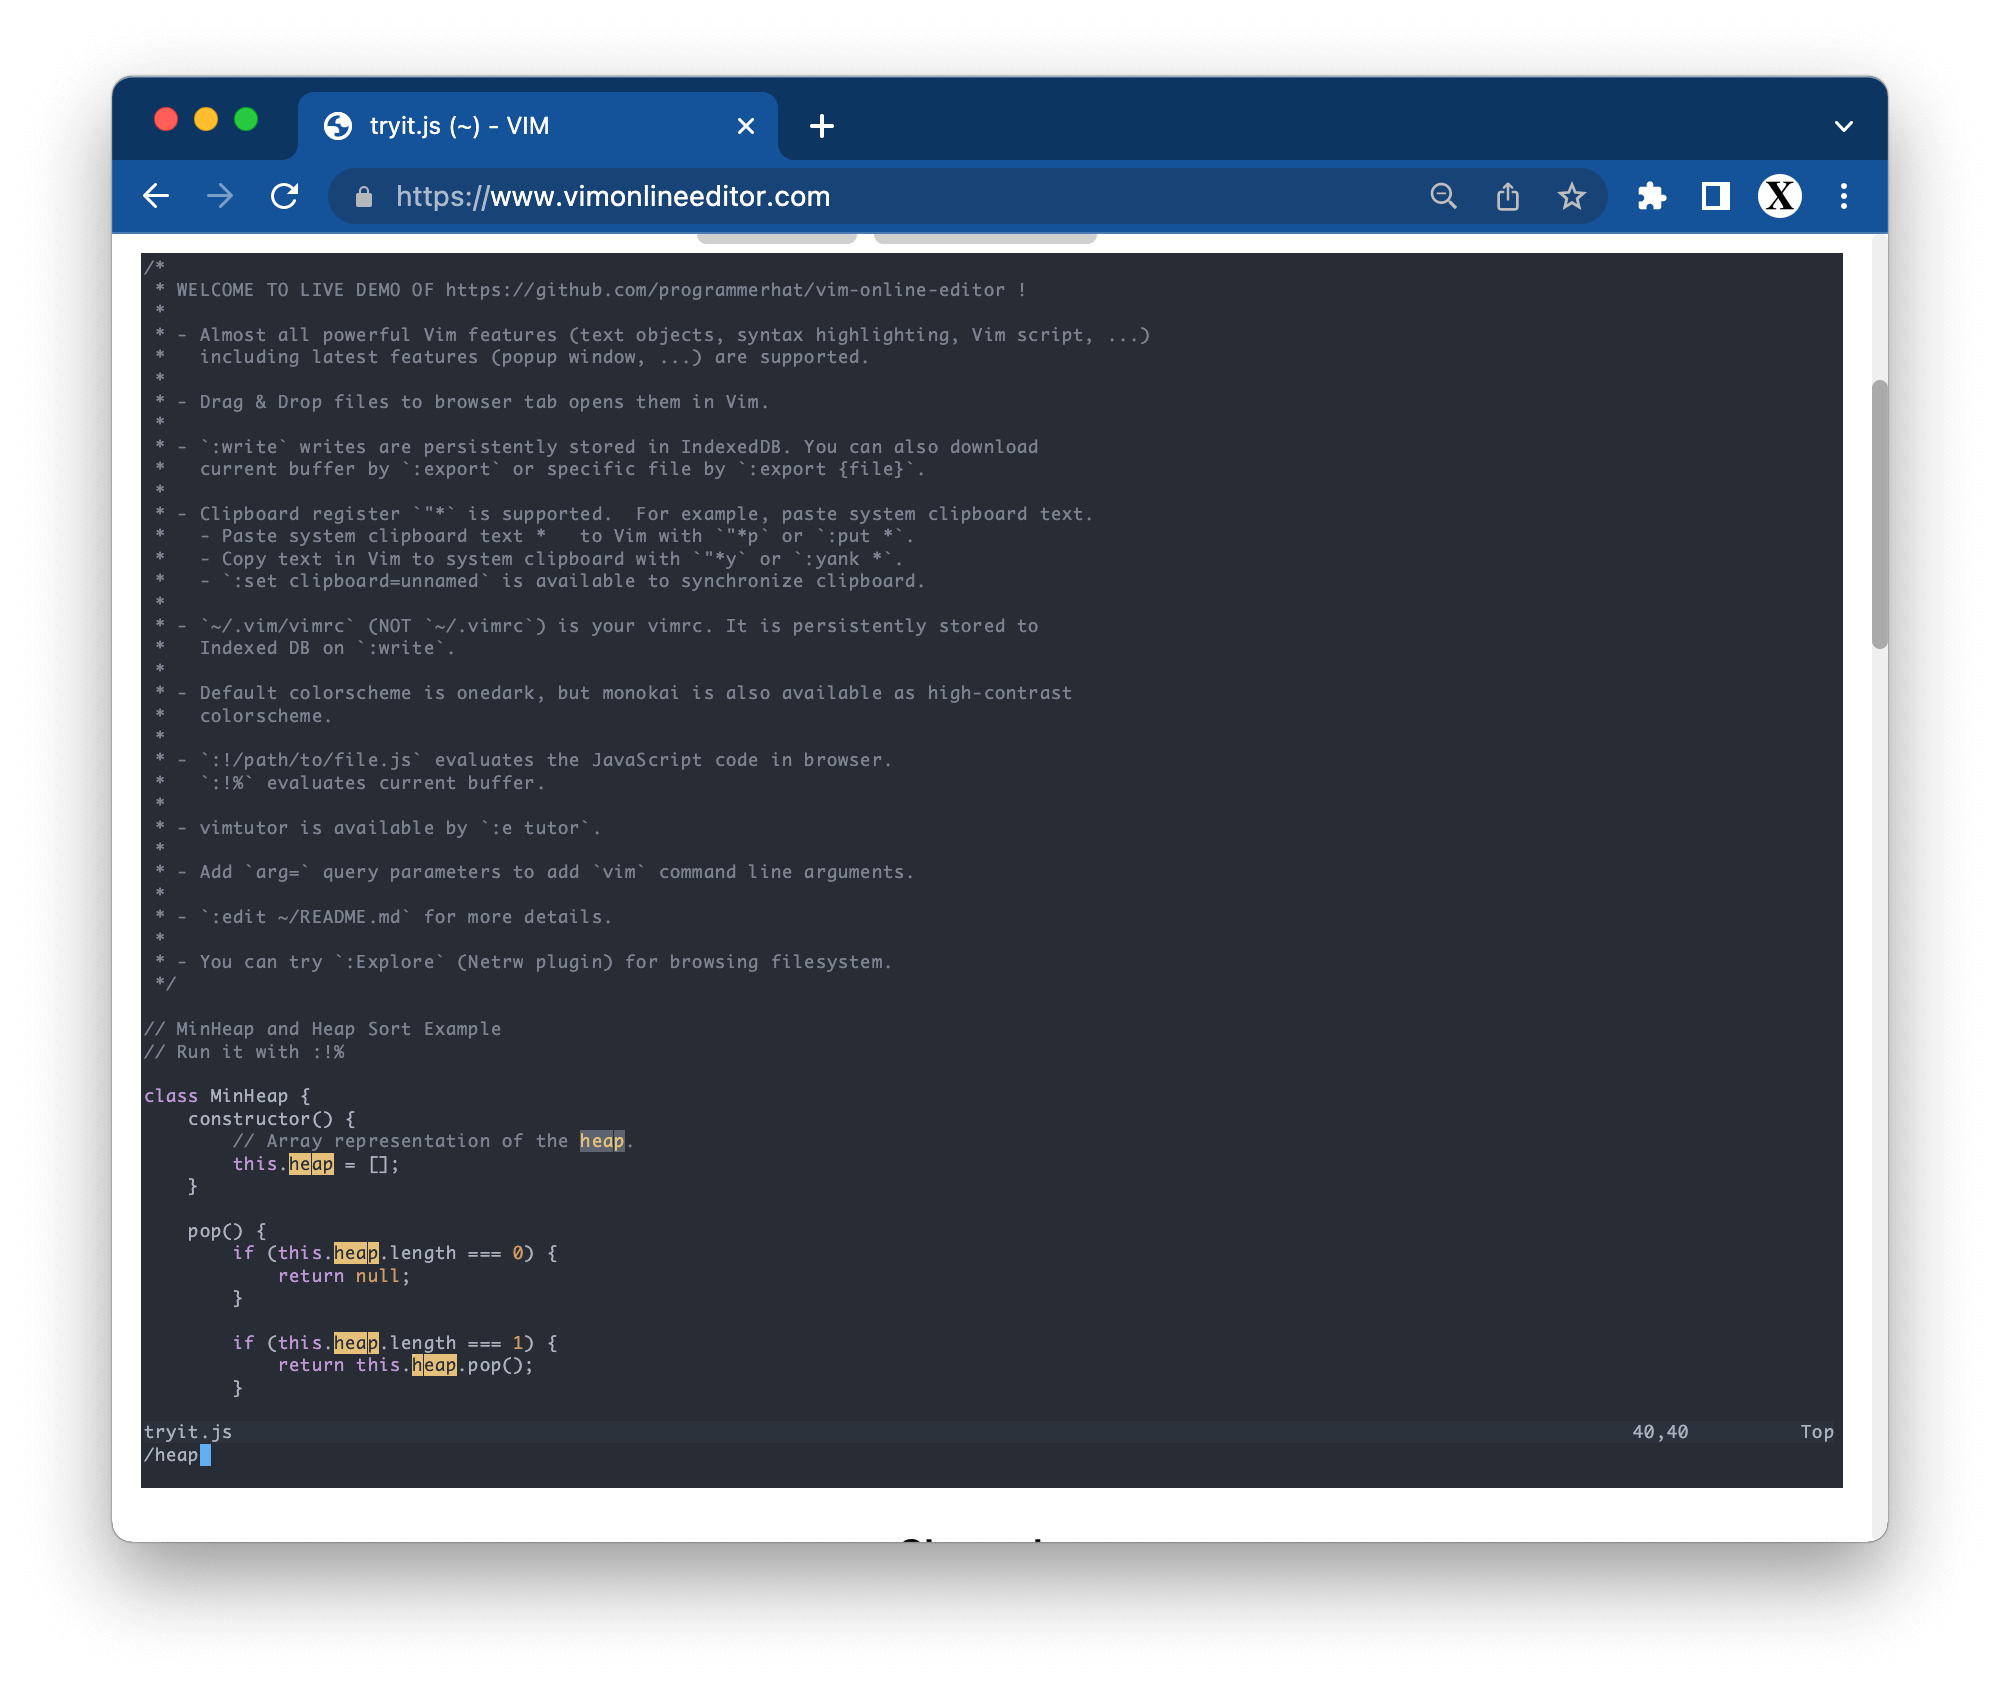 tryit.js (~) - VIM
https://www.vimonlineeditor.com
X
/*
 * WELCOME TO LIVE DEMO OF https://github.com/programmerhat/vim-online-editor !
 *
 * - Almost all powerful Vim features (text objects, syntax highlighting, Vim script, ...)
 *   including latest features (popup window, ...) are supported.
 *
 * - Drag & Drop files to browser tab opens them in Vim.
 *
 * - `:write` writes are persistently stored in IndexedDB. You can also download
 *   current buffer by `:export` or specific file by `:export {file}`.
 *
 * - Clipboard register `"*` is supported.  For example, paste system clipboard text.
 *   - Paste system clipboard text *   to Vim with `"*p` or `:put *`.
 *   - Copy text in Vim to system clipboard with `"*y` or `:yank *`.
 *   - `:set clipboard=unnamed` is available to synchronize clipboard.
 *
 * - `~/.vim/vimrc` (NOT `~/.vimrc`) is your vimrc. It is persistently stored to
 *   Indexed DB on `:write`.
 *
 * - Default colorscheme is onedark, but monokai is also available as high-contrast
 *   colorscheme.
 *
 * - `:!/path/to/file.js` evaluates the JavaScript code in browser.
 *   `:!%` evaluates current buffer.
 *
 * - vimtutor is available by `:e tutor`.
 *
 * - Add `arg=` query parameters to add `vim` command line arguments.
 *
 * - `:edit ~/README.md` for more details.
 *
 * - You can try `:Explore` (Netrw plugin) for browsing filesystem.
 */
// MinHeap and Heap Sort Example
// Run it with :!%
class MinHeap {
    constructor() {
        // Array representation of the heap.
        this.heap = [];
    }
    pop() {
        if (this.heap.length === 0) {
            return null;
        }
        if (this.heap.length === 1) {
            return this.heap.pop();
        }
tryit.js 40,40 Top
/heap